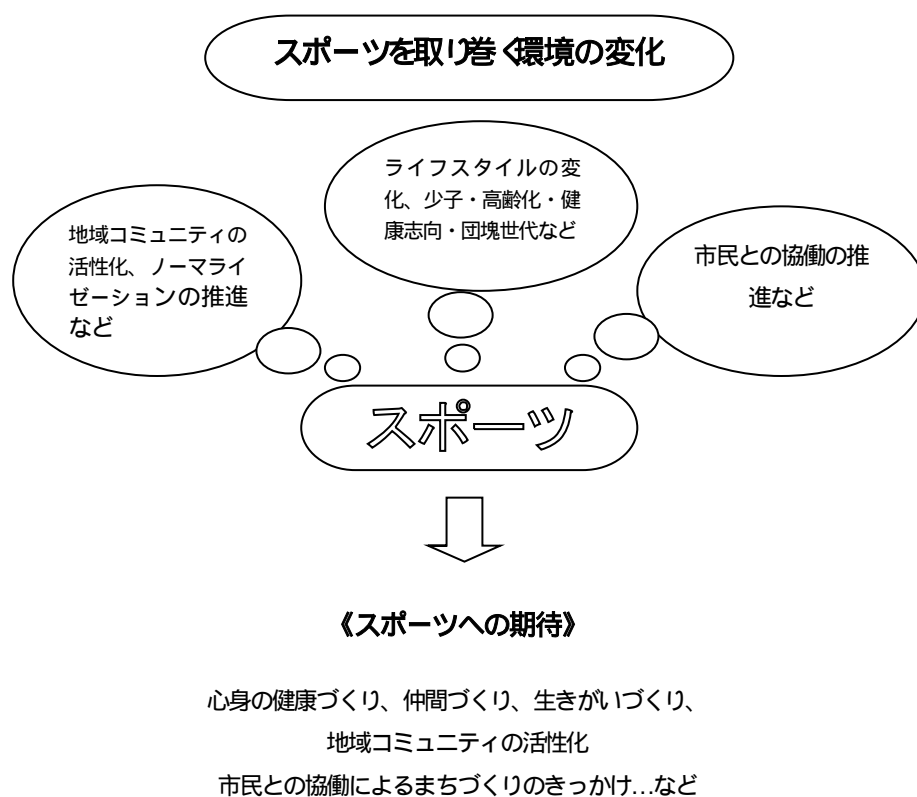 スポーツを取り巻く環境の変化
ライフスタイルの変
化、少子・高齢化・健
康志向・団塊世代など
地域コミュニティの
活性化、ノーマライ
ゼーションの推進
など
市民との協働の推
進など
スポーツ
《スポーツへの期待》
心身の健康づくり、仲間づくり、生きがいづくり、
地域コミュニティの活性化
市民との協働によるまちづくりのきっかけ…など